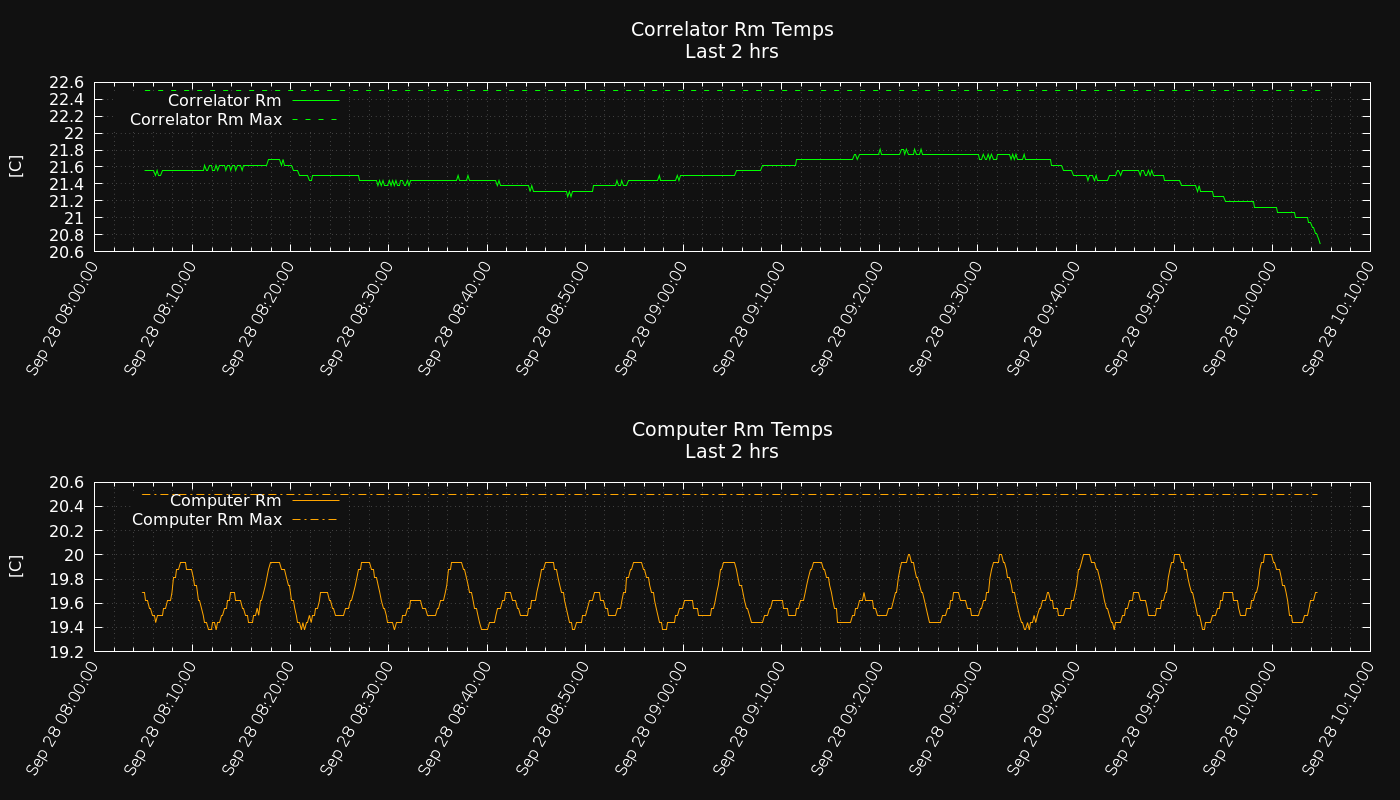 Correlator Rm Temps
Last 2 hrs
[C]
22.6
22.4
22.2
22
21.8
21.6
21.4
21.2
21
20.8
20.6
Correlator Rm
Correlator Rm Max
Sep 28 08:00:00
Sep 28 08:10:00
Sep 28 08:20:00
Sep 28 08:30:00
Sep 28 08:40:00
Sep 28 08:50:00
Sep 28 09:00:00
Sep 28 09:10:00
Sep 28 09:20:00
Sep 28 09:30:00
Sep 28 09:40:00
Sep 28 09:50:00
Sep 28 10:00:00
Sep 28 10:10:00
Computer Rm Temps
Last 2 hrs
[C]
20.6
20.4
20.2
20
19.8
19.6
19.4
19.2
Computer Rm
Computer Rm Max
Sep 28 08:00:00
Sep 28 08:10:00
Sep 28 08:20:00
Sep 28 08:30:00
Sep 28 08:40:00
Sep 28 08:50:00
Sep 28 09:00:00
Sep 28 09:10:00
Sep 28 09:20:00
Sep 28 09:30:00
Sep 28 09:40:00
Sep 28 09:50:00
Sep 28 10:00:00
Sep 28 10:10:00